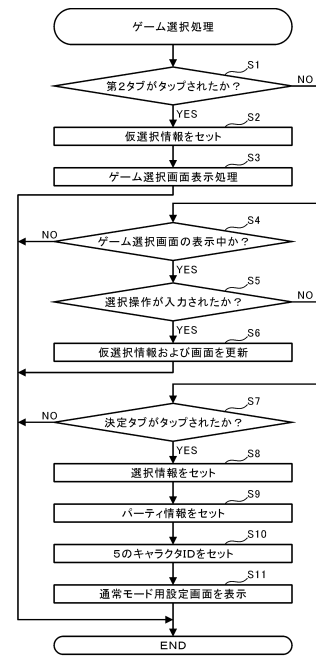 ゲーム選択処理
S1
第2タブがタップされたか?
NO
YES
S2
仮選択情報をセット
S3
ゲーム選択画面表示処理
S4
NO
ゲーム選択画面の表示中か?
YES
S5
選択操作が入力されたか?
NO
YES
S6
仮選択情報および画面を更新
S7
NO
決定タブがタップされたか?
YES
S8
選択情報をセット
S9
パーティ情報をセット
S10
5のキャラクタIDをセット
S11
通常モード用設定画面を表示
END